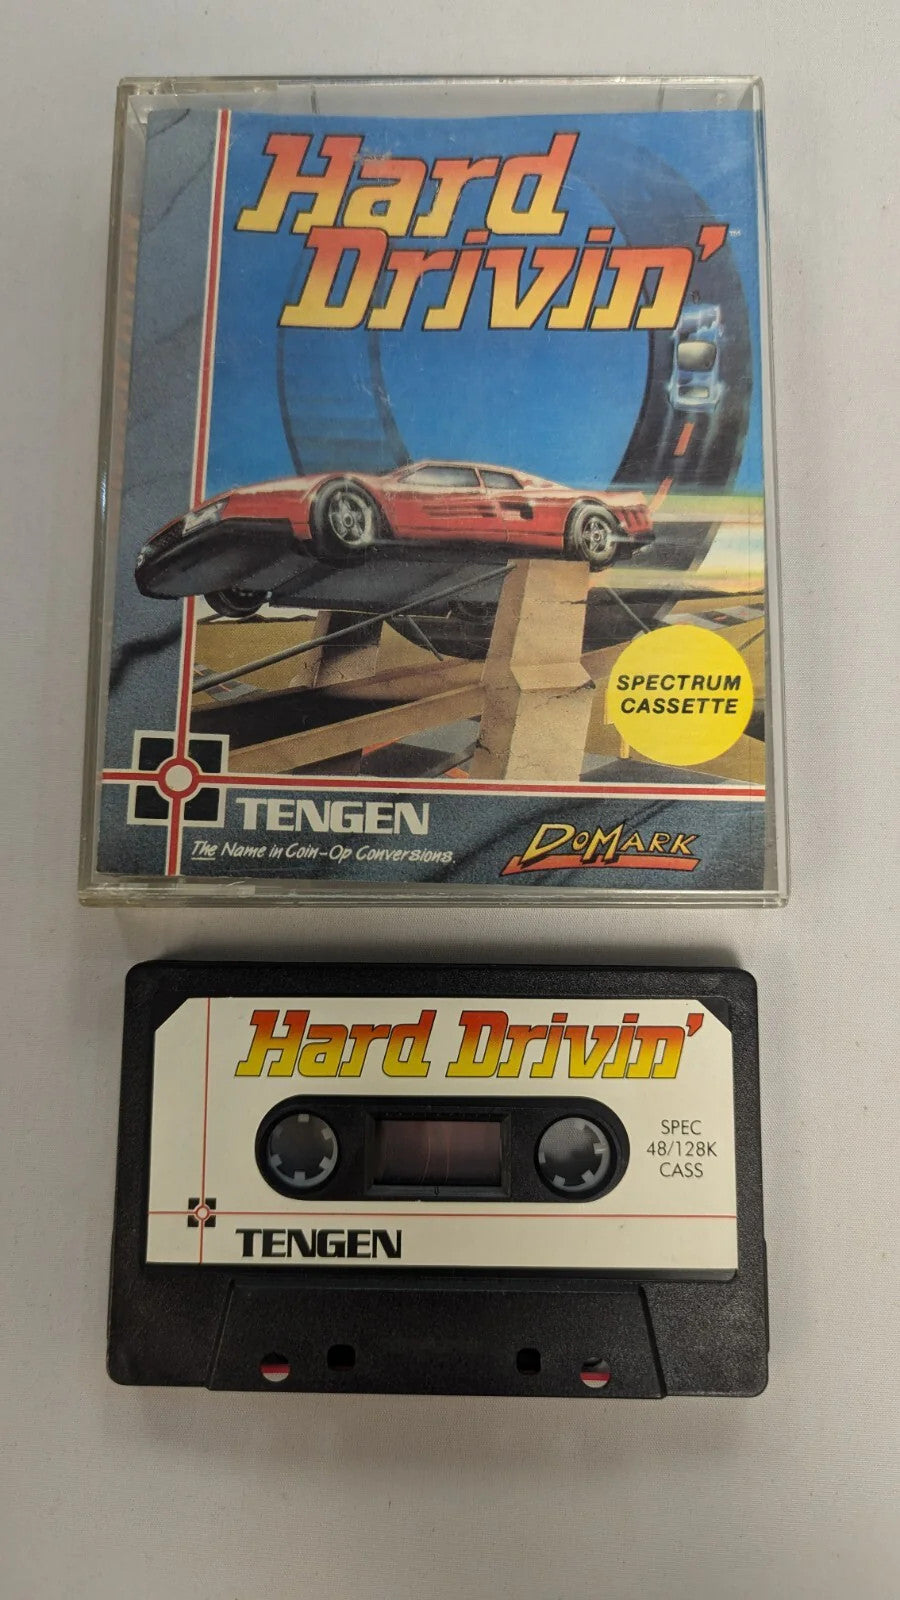 Hard
Drivin'™
SPECTRUM
CASSETTE
TENGEN
The Name in Coin-Op Conversions.
DOMARK
Hard Drivin'
SPEC
48/128K
CASS
TENGEN